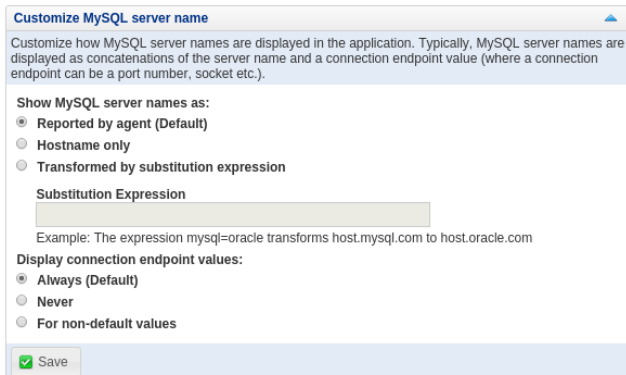 Customize MySQL server name
Customize how MySQL server names are displayed in the application. Typically, MySQL server names are
displayed as concatenations of the server name and a connection endpoint value (where a connection
endpoint can be a port number, socket etc.).
Show MySQL server names as:
Reported by agent (Default)
Hostname only
Transformed by substitution expression
Substitution Expression
Example: The expression mysql=oracle transforms host.mysql.com to host.oracle.com
Display connection endpoint values:
Always (Default)
Never
For non-default values
Save